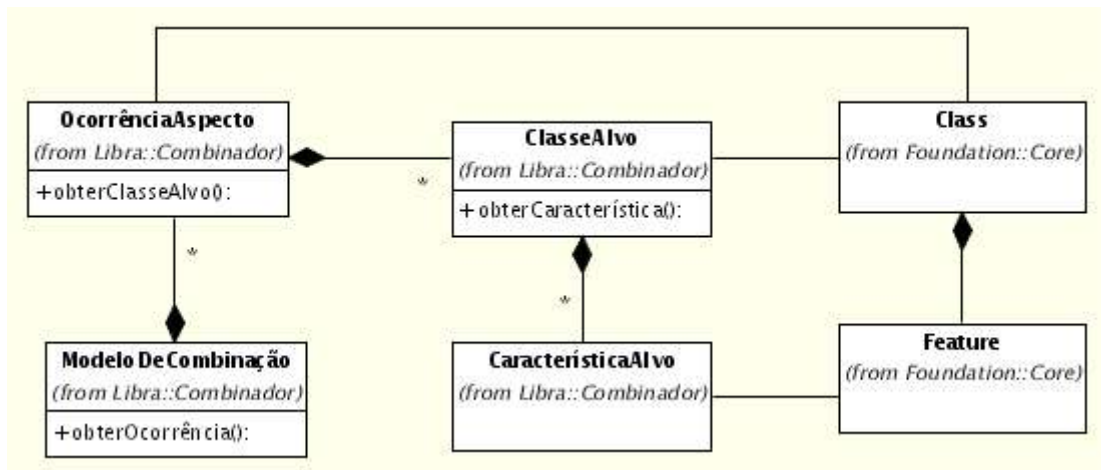 OcorrênciaAspecto
(from Libra::Combinador)
+obterClasseAlvo():
*
ClasseAlvo
(from Libra::Combinador)
+obterCaracterística():
*
Class
(from Foundation::Core)
*
ModeloDeCombinação
(from Libra::Combinador)
+obterOcorrência():
CaracterísticaAlvo
(from Libra::Combinador)
Feature
(from Foundation::Core)